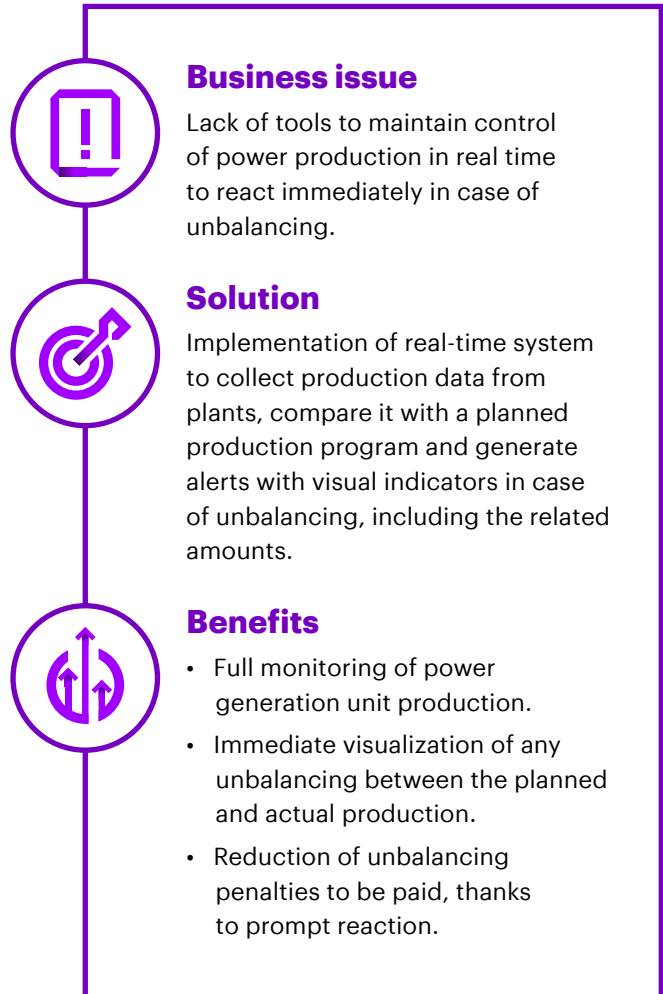 Business issue
Lack of tools to maintain control
of power production in real time
to react immediately in case of
unbalancing.
Solution
Implementation of real-time system
to collect production data from
plants, compare it with a planned
production program and generate
alerts with visual indicators in case
of unbalancing, including the related
amounts.
Benefits
• Full monitoring of power
generation unit production.
• Immediate visualization of any
unbalancing between the planned
and actual production.
• Reduction of unbalancing
penalties to be paid, thanks
to prompt reaction.